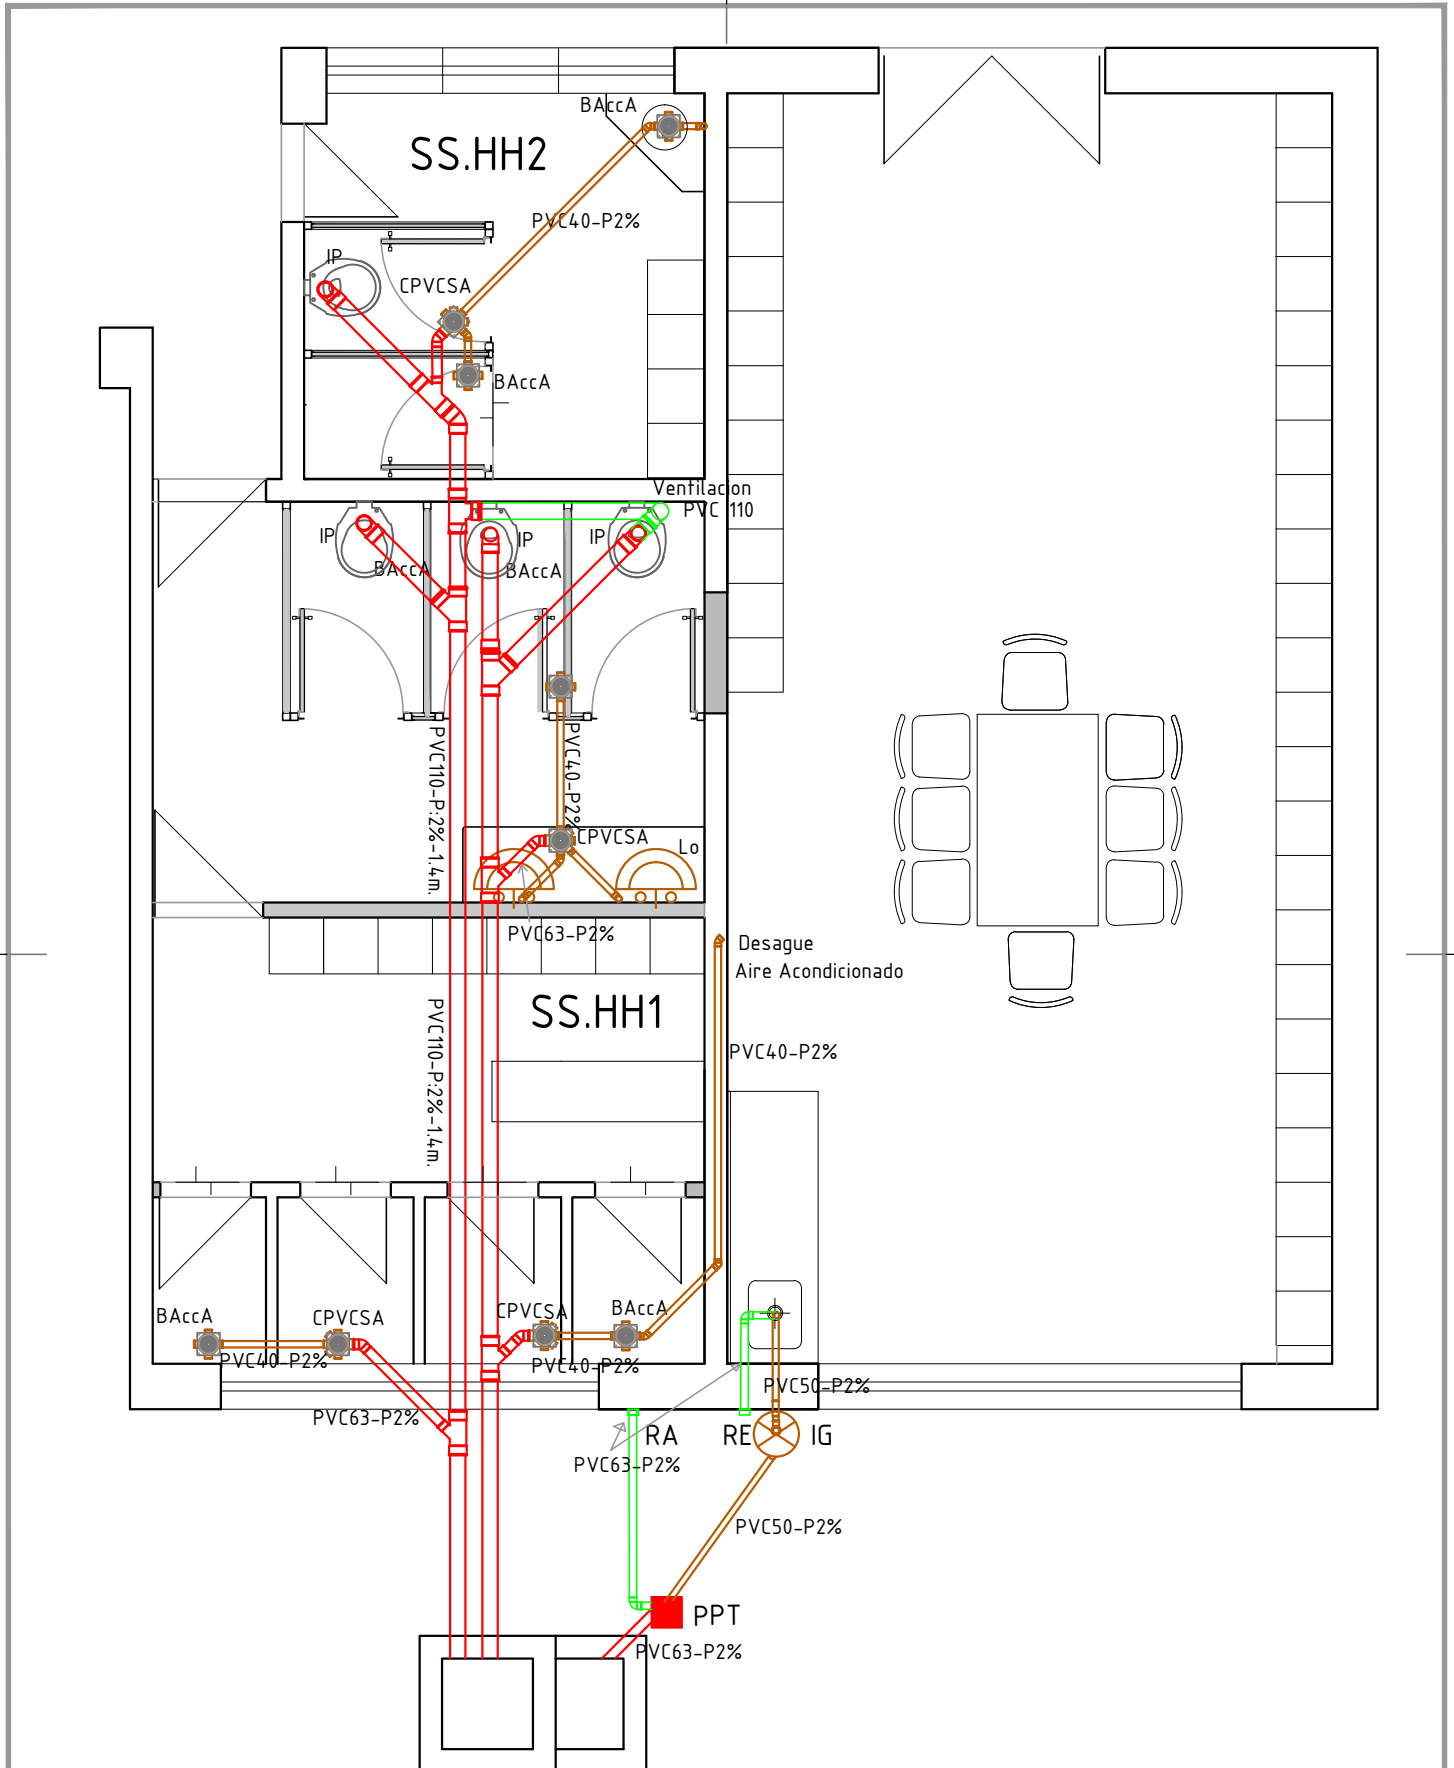 BAccA
SS.HH2
PVC40-P2%
IP
CPVCSA
BAccA
Ventilacion
PVC 110
IP
IP
IP
BAccA
BAccA
PVC110-P:2%-1.4m.
PVC40-P2%
CPVCSA
Lo
PVC63-P2%
Desague
Aire Acondicionado
SS.HH1
PVC110-P:2%-1.4m.
PVC40-P2%
BAccA
CPVCSA
CPVCSA
BAccA
PVC40-P2%
PVC40-P2%
PVC50-P2%
PVC63-P2%
RA
RE
IG
PVC63-P2%
PVC50-P2%
PPT
PVC63-P2%